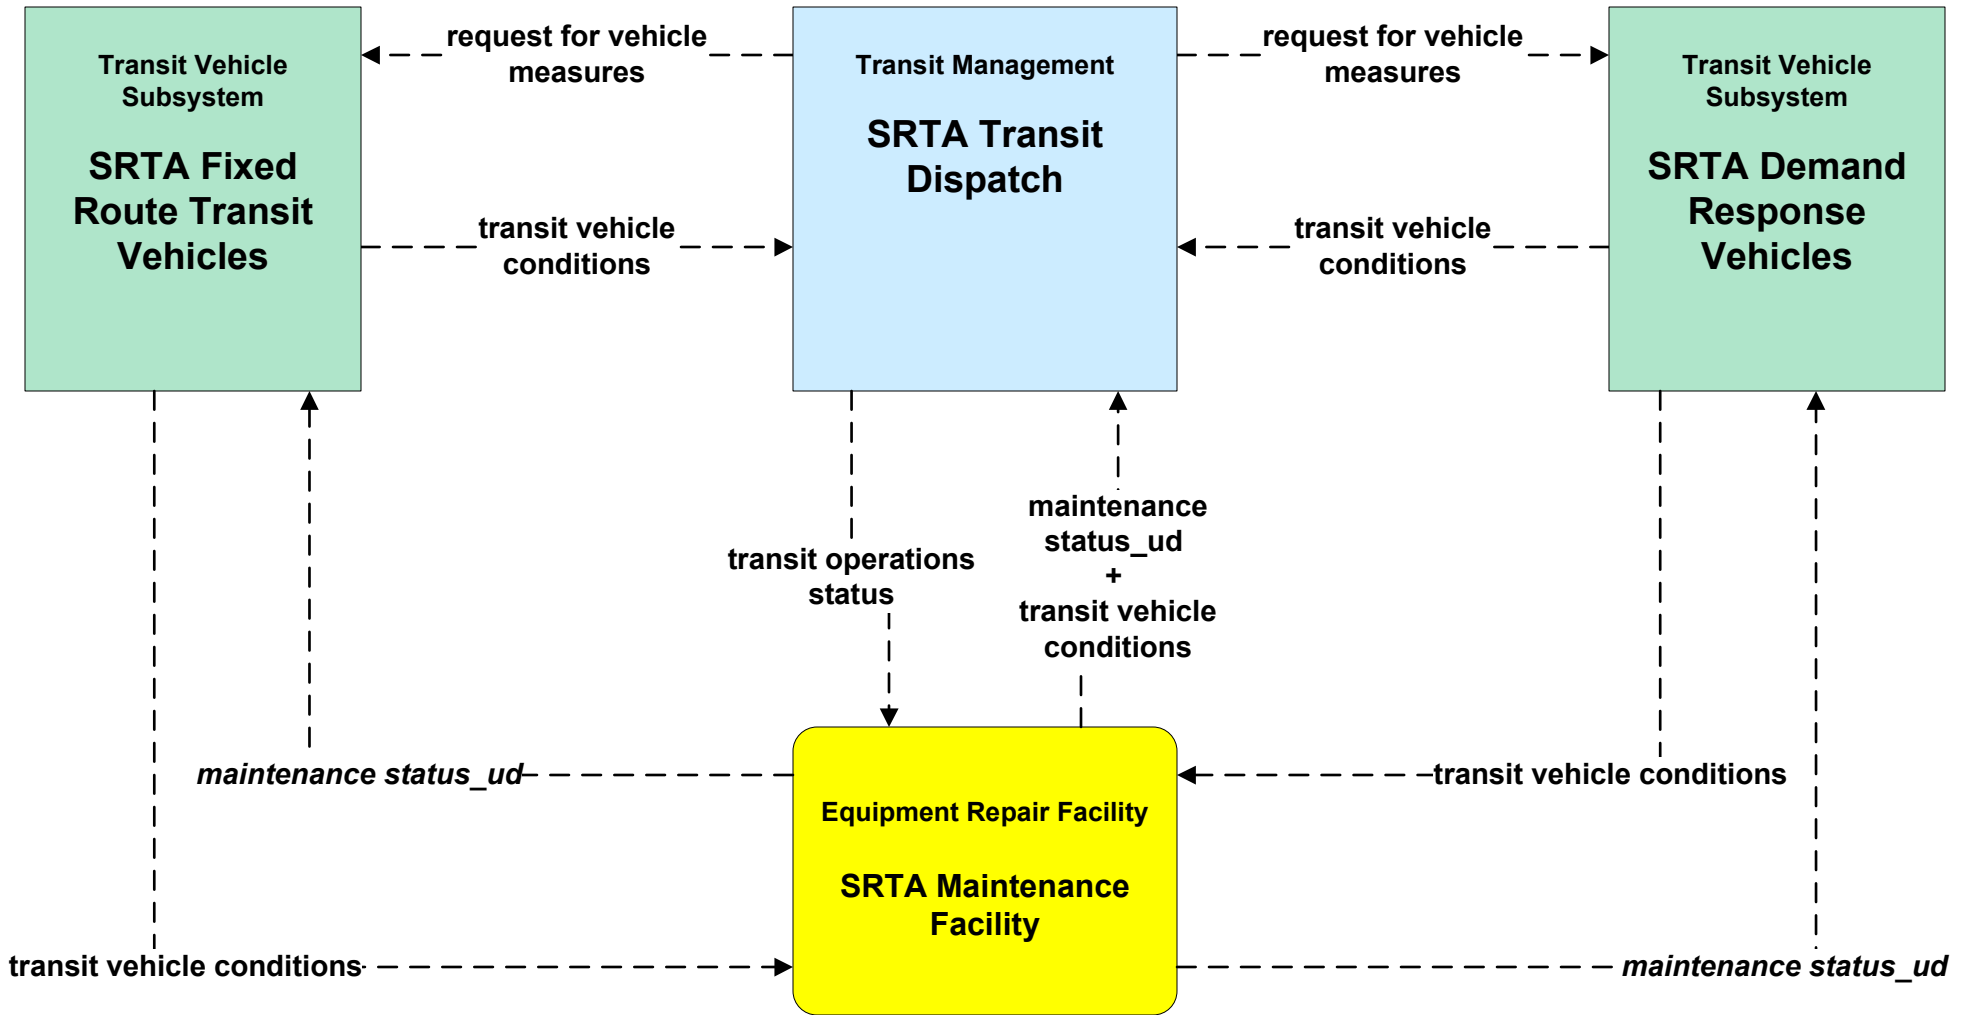 request for vehicle
measures
request for vehicle
measures
Transit Vehicle
Subsystem
SRTA Fixed
Route Transit
Vehicles
Transit Management
SRTA Transit
Dispatch
Transit Vehicle
Subsystem
SRTA Demand
Response
Vehicles
transit vehicle
conditions
transit vehicle
conditions
transit operations
status
maintenance
status_ud
+
transit vehicle
conditions
maintenance status_ud
transit vehicle conditions
Equipment Repair Facility
SRTA Maintenance
Facility
transit vehicle conditions
maintenance status_ud